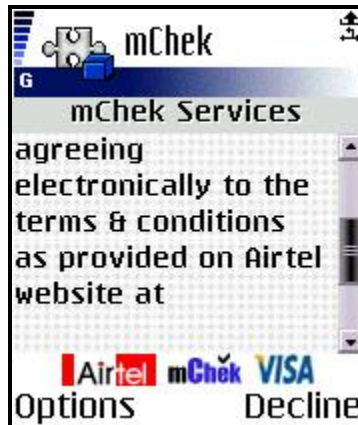 mChek
G
mChek Services
agreeing
electronically to the
terms & conditions
as provided on Airtel
website at
Airtel mChek VISA
Options Decline